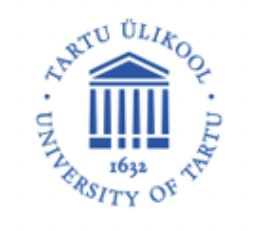 · TARTU ÜLIKOOL ·
1632
UNIVERSITY OF TARTU